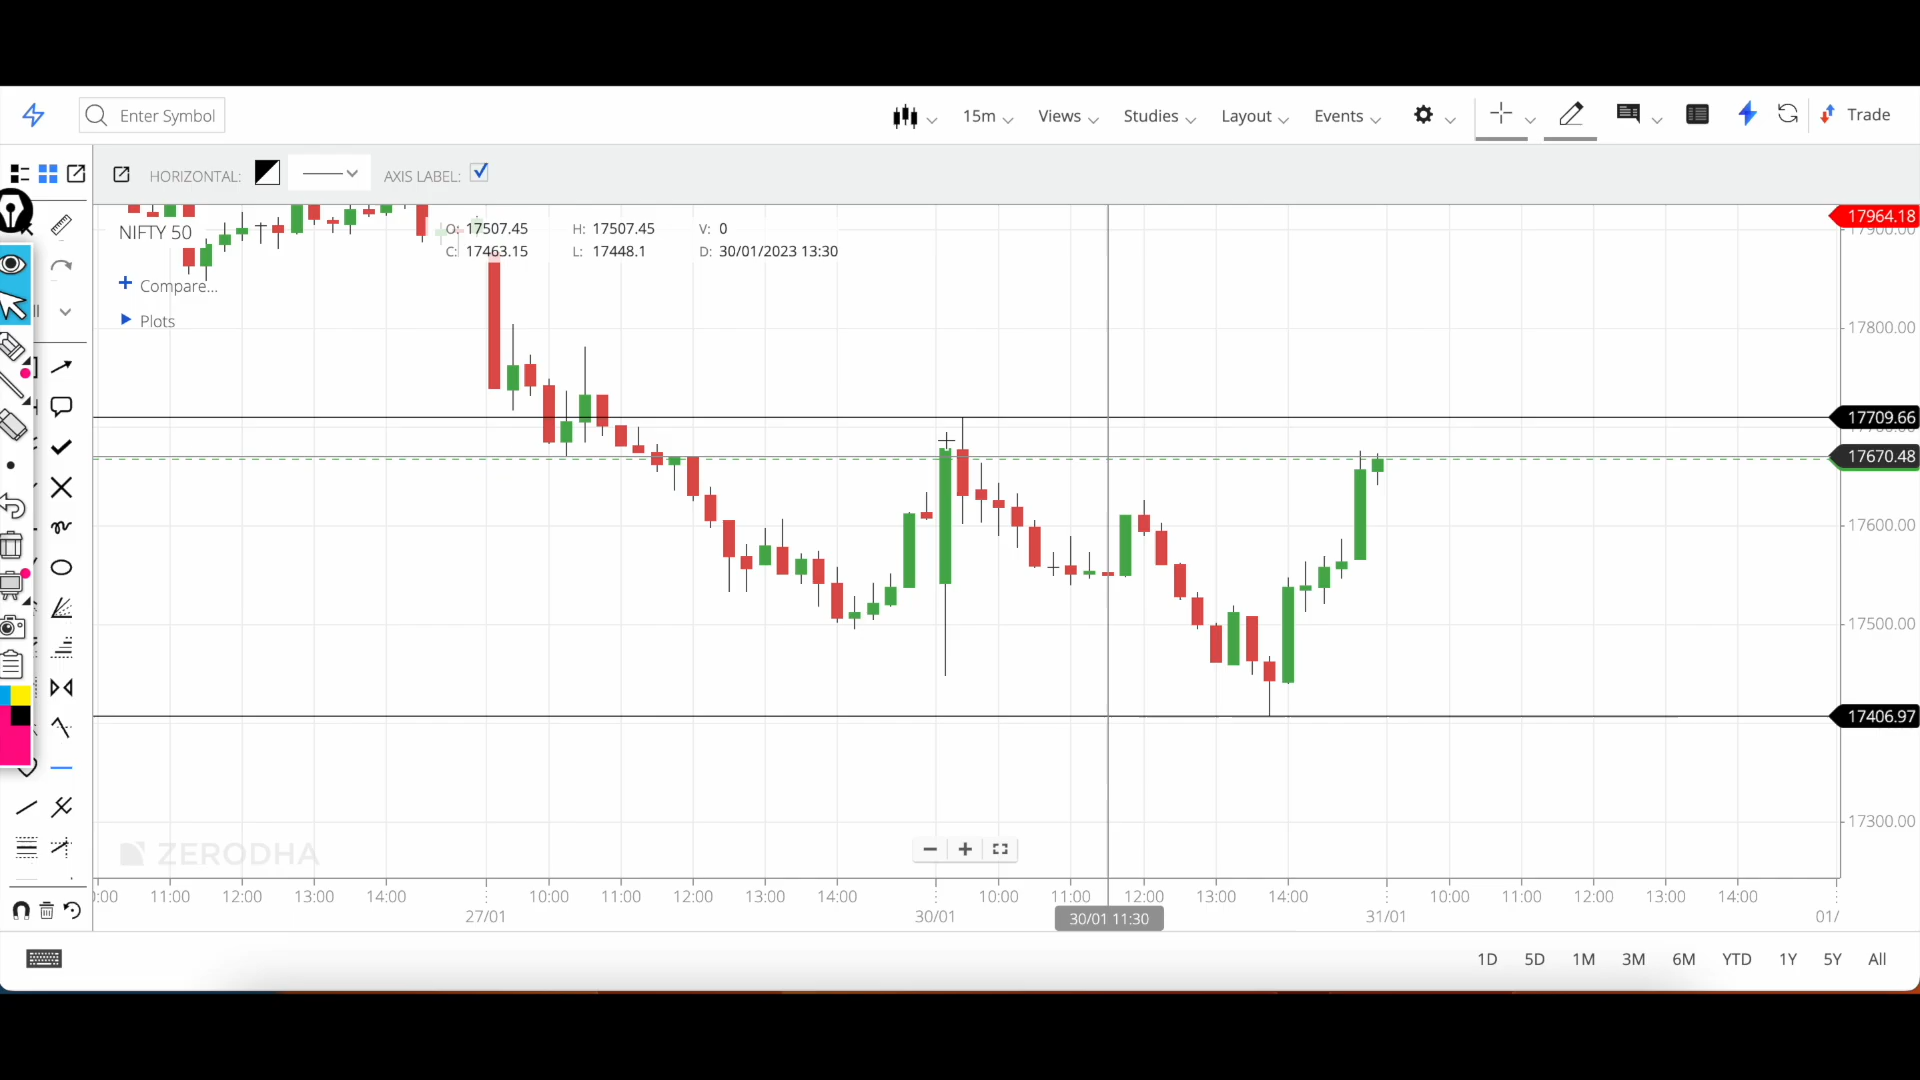 Enter Symbol
15m
Views
Studies
Layout
Events
Trade
HORIZONTAL:
AXIS LABEL:
NIFTY 50
O: 17507.45 H: 17507.45 V: 0
C: 17463.15 L: 17448.1 D: 30/01/2023 13:30
Compare...
Plots
17964.18
17900.00
17800.00
17709.66
17670.48
17600.00
17500.00
17406.97
17300.00
ZERODHA
11:00 12:00 13:00 14:00 10:00 11:00 12:00 13:00 14:00 10:00 11:00 12:00 13:00 14:00 10:00 11:00 12:00 13:00 14:00
27/01 30/01 30/01 11:30 31/01 01/
1D 5D 1M 3M 6M YTD 1Y 5Y All